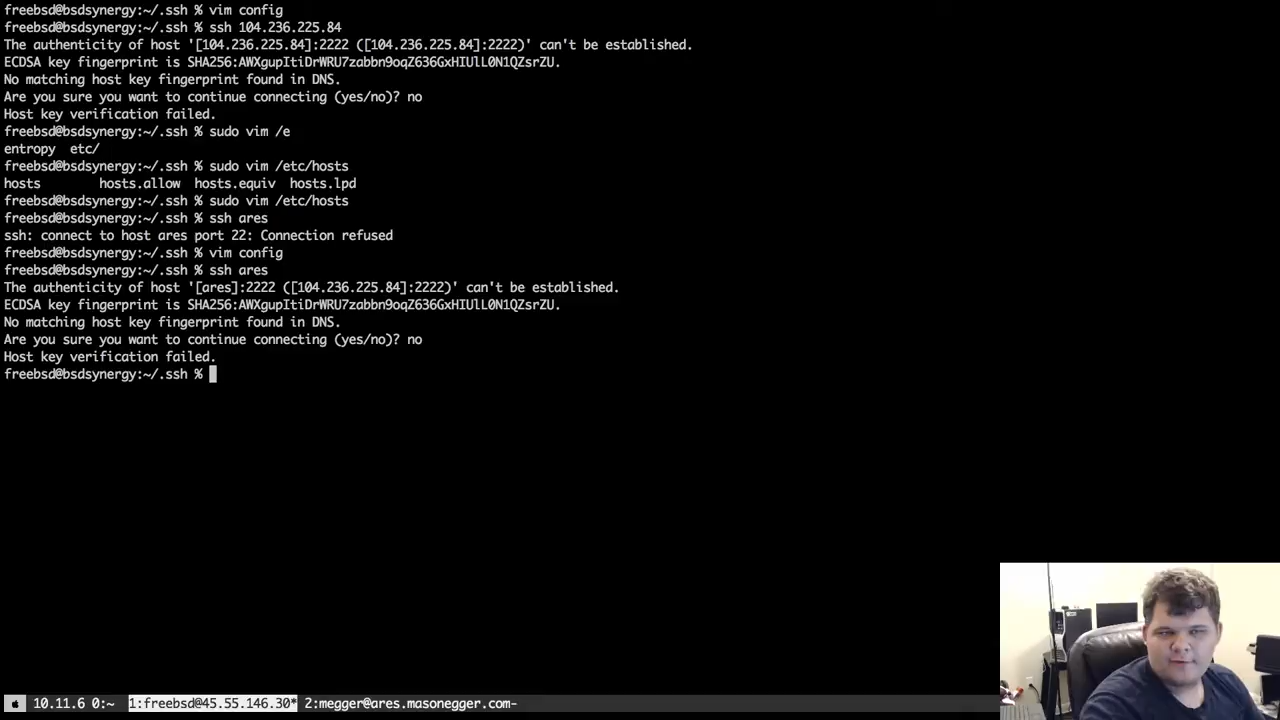 freebsd@bsdsynergy:~/.ssh % vim config
freebsd@bsdsynergy:~/.ssh % ssh 104.236.225.84
The authenticity of host '[104.236.225.84]:2222 ([104.236.225.84]:2222)' can't be established.
ECDSA key fingerprint is SHA256:AWXgupItiDrWRU7zabbn9oqZ636GxHIUlL0N1QZsrZU.
No matching host key fingerprint found in DNS.
Are you sure you want to continue connecting (yes/no)? no
Host key verification failed.
freebsd@bsdsynergy:~/.ssh % sudo vim /e
entropy  etc/
freebsd@bsdsynergy:~/.ssh % sudo vim /etc/hosts
hosts        hosts.allow  hosts.equiv  hosts.lpd
freebsd@bsdsynergy:~/.ssh % sudo vim /etc/hosts
freebsd@bsdsynergy:~/.ssh % ssh ares
ssh: connect to host ares port 22: Connection refused
freebsd@bsdsynergy:~/.ssh % vim config
freebsd@bsdsynergy:~/.ssh % ssh ares
The authenticity of host '[ares]:2222 ([104.236.225.84]:2222)' can't be established.
ECDSA key fingerprint is SHA256:AWXgupItiDrWRU7zabbn9oqZ636GxHIUlL0N1QZsrZU.
No matching host key fingerprint found in DNS.
Are you sure you want to continue connecting (yes/no)? no
Host key verification failed.
freebsd@bsdsynergy:~/.ssh %
10.11.6 0:~  1:freebsd@45.55.146.30* 2:megger@ares.masonegger.com-